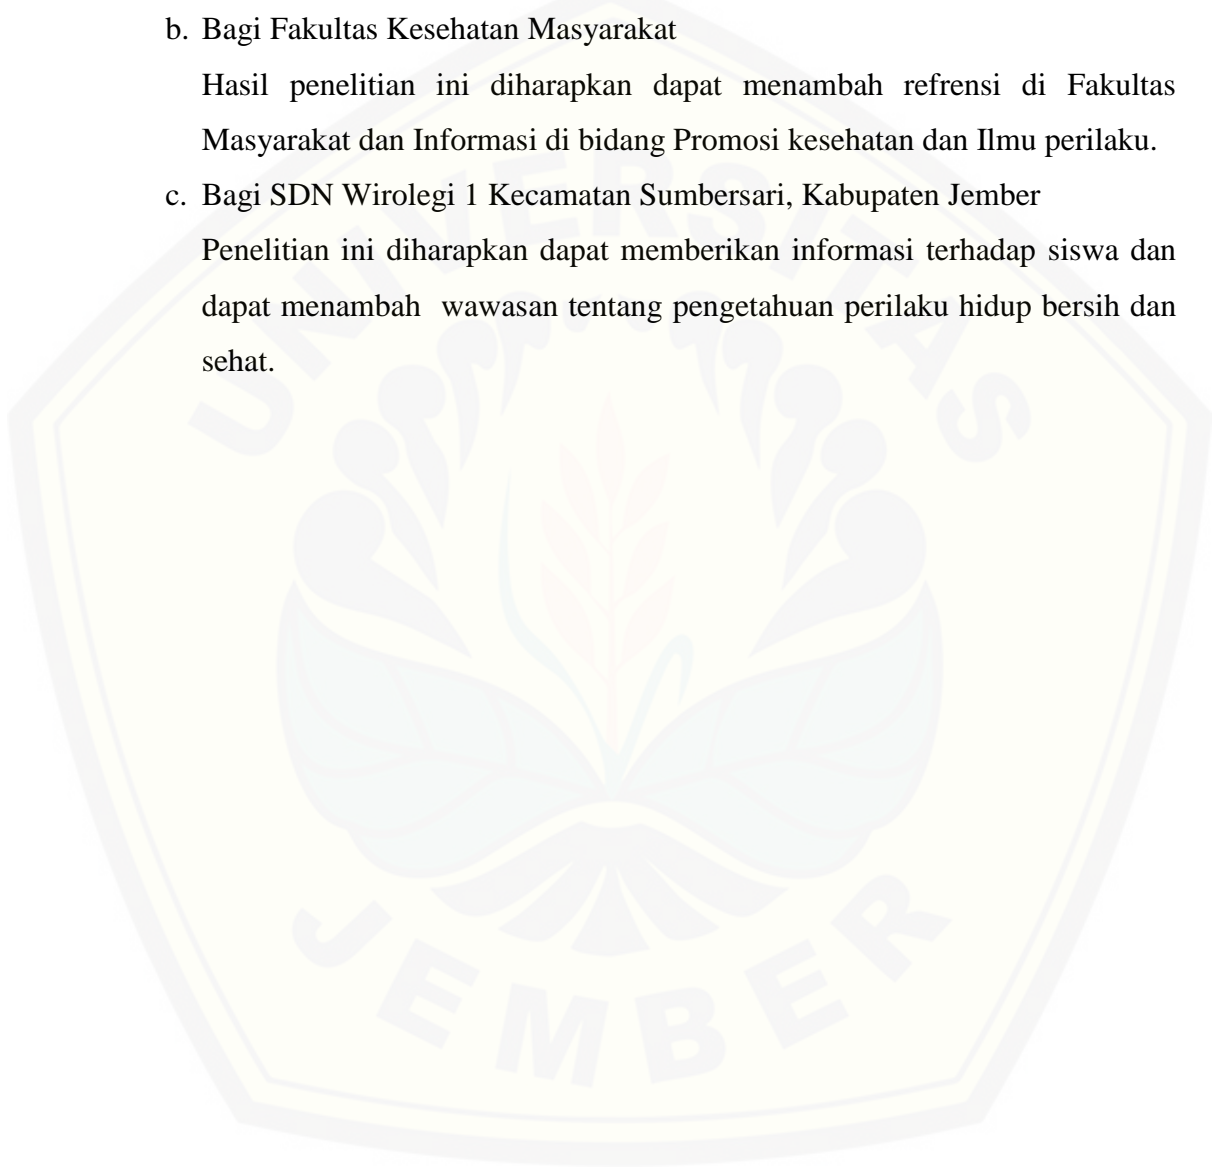 b. Bagi Fakultas Kesehatan Masyarakat
Hasil penelitian ini diharapkan dapat menambah refrensi di Fakultas
Masyarakat dan Informasi di bidang Promosi kesehatan dan Ilmu perilaku.
c. Bagi SDN Wirolegi 1 Kecamatan Sumbersari, Kabupaten Jember
Penelitian ini diharapkan dapat memberikan informasi terhadap siswa dan
dapat menambah wawasan tentang pengetahuan perilaku hidup bersih dan
sehat.
UNIVERSITAS
JEMBER